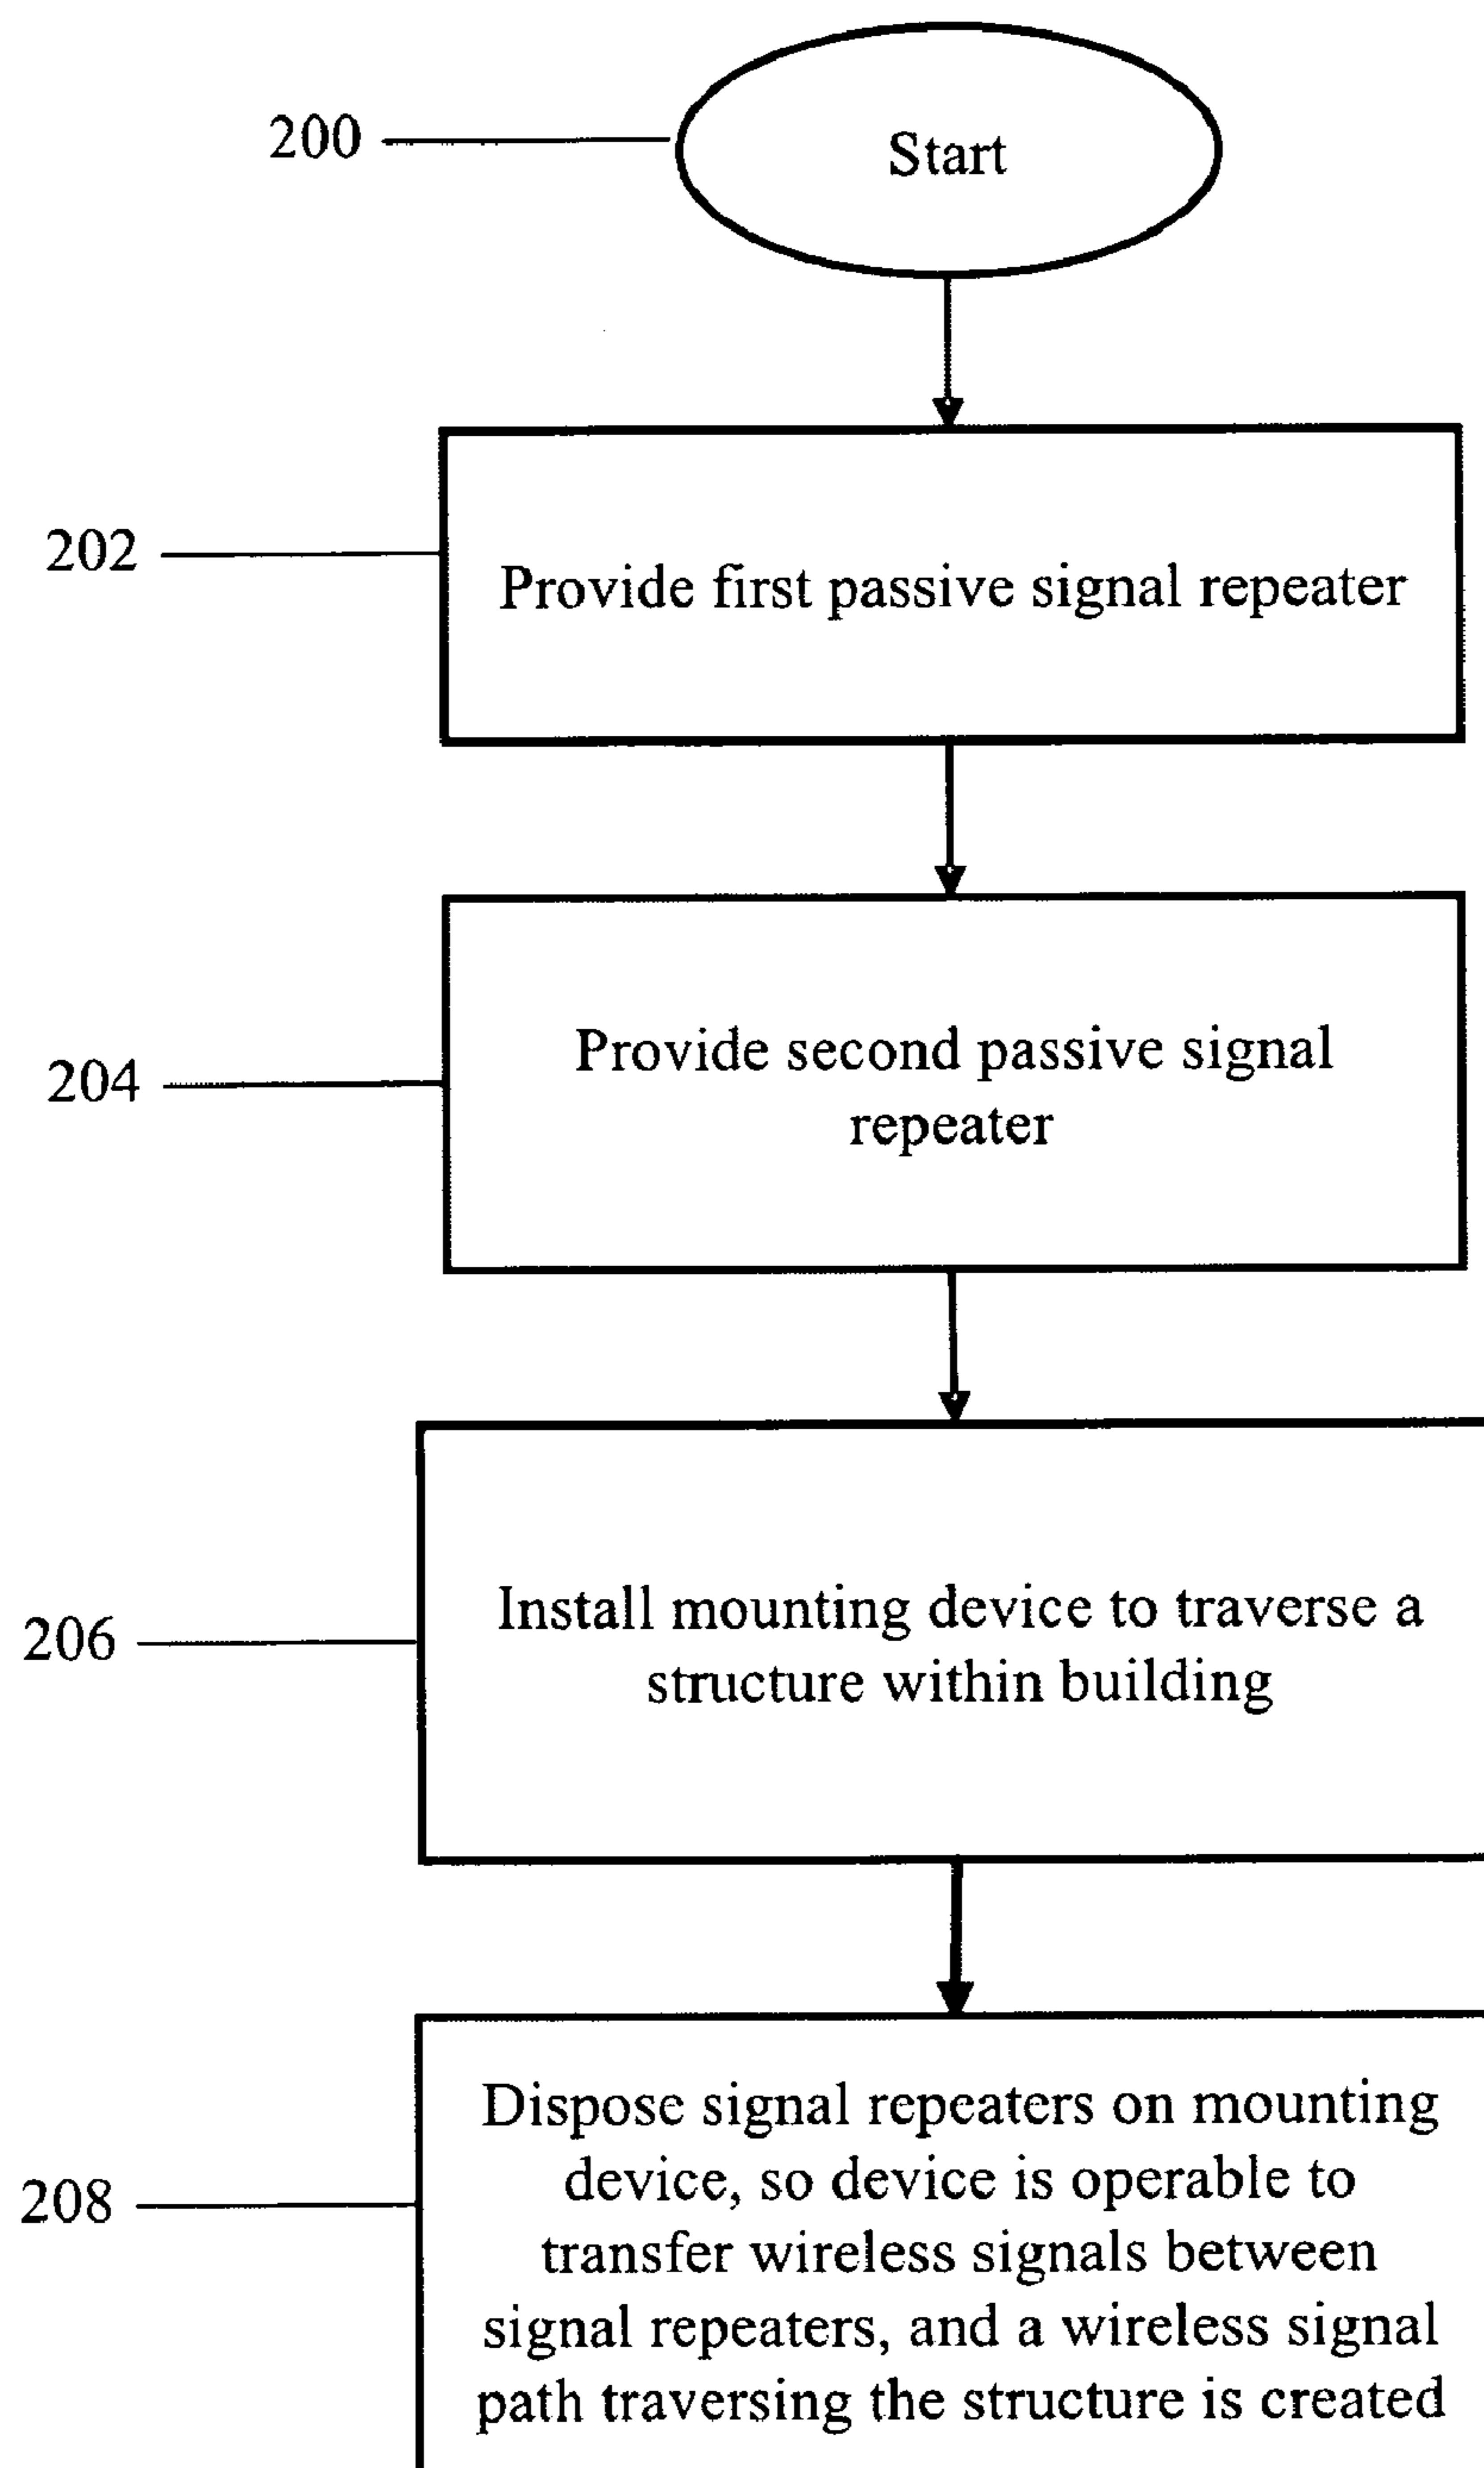 200
Start
202
Provide first passive signal repeater
204
Provide second passive signal
repeater
206
Install mounting device to traverse a
structure within building
208
Dispose signal repeaters on mounting
device, so device is operable to
transfer wireless signals between
signal repeaters, and a wireless signal
path traversing the structure is created